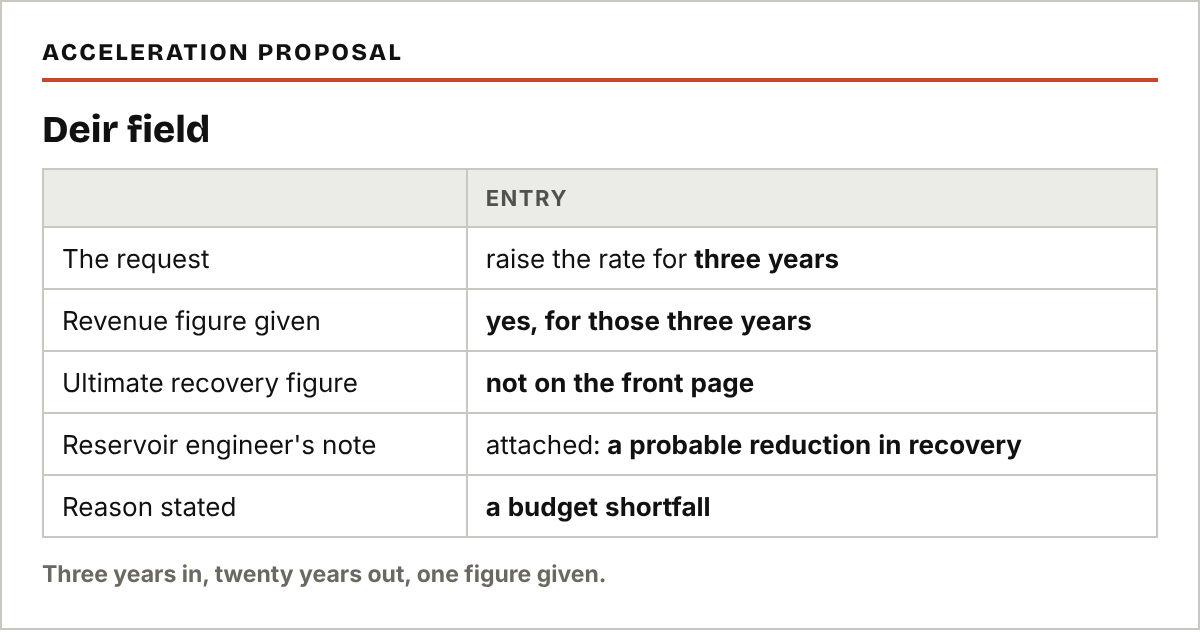 ACCELERATION PROPOSAL
Deir field
ENTRY
The request raise the rate for three years
Revenue figure given yes, for those three years
Ultimate recovery figure not on the front page
Reservoir engineer's note attached: a probable reduction in recovery
Reason stated a budget shortfall
Three years in, twenty years out, one figure given.